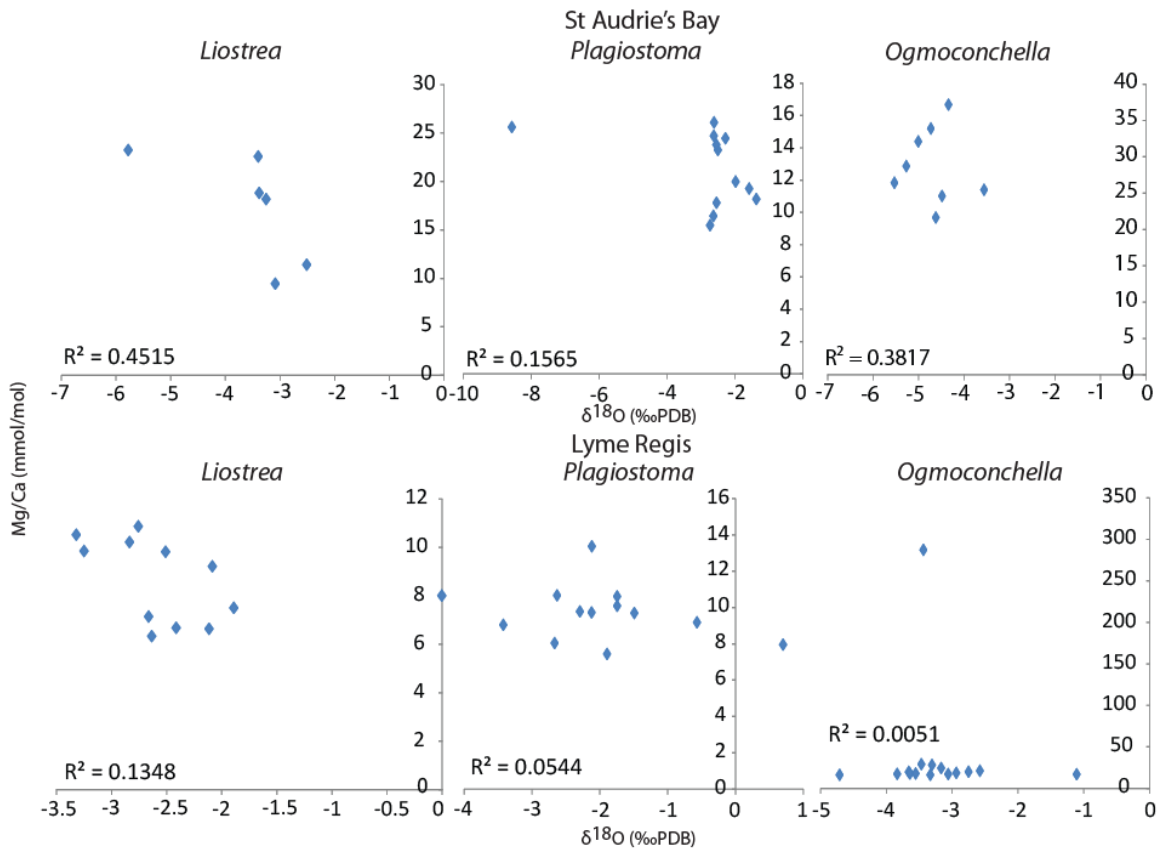 St Audrie's Bay
Liostrea
Plagiostoma
Ogmoconchella
30
25
20
15
10
5
0
R² = 0.4515
-7 -6 -5 -4 -3 -2 -1 0
18
16
14
12
10
8
6
4
2
0
R² = 0.1565
-10 -8 -6 -4 -2 0
40
35
30
25
20
15
10
5
0
R² = 0.3817
-7 -6 -5 -4 -3 -2 -1 0
δ18O (‰PDB)
Mg/Ca (mmol/mol)
Lyme Regis
Liostrea
Plagiostoma
Ogmoconchella
12
10
8
6
4
2
0
R² = 0.1348
-3.5 -3 -2.5 -2 -1.5 -1 -0.5 0
16
14
12
10
8
6
4
2
0
R² = 0.0544
-4 -3 -2 -1 0 1
350
300
250
200
150
100
50
0
R² = 0.0051
-5 -4 -3 -2 -1 0
δ18O (‰PDB)